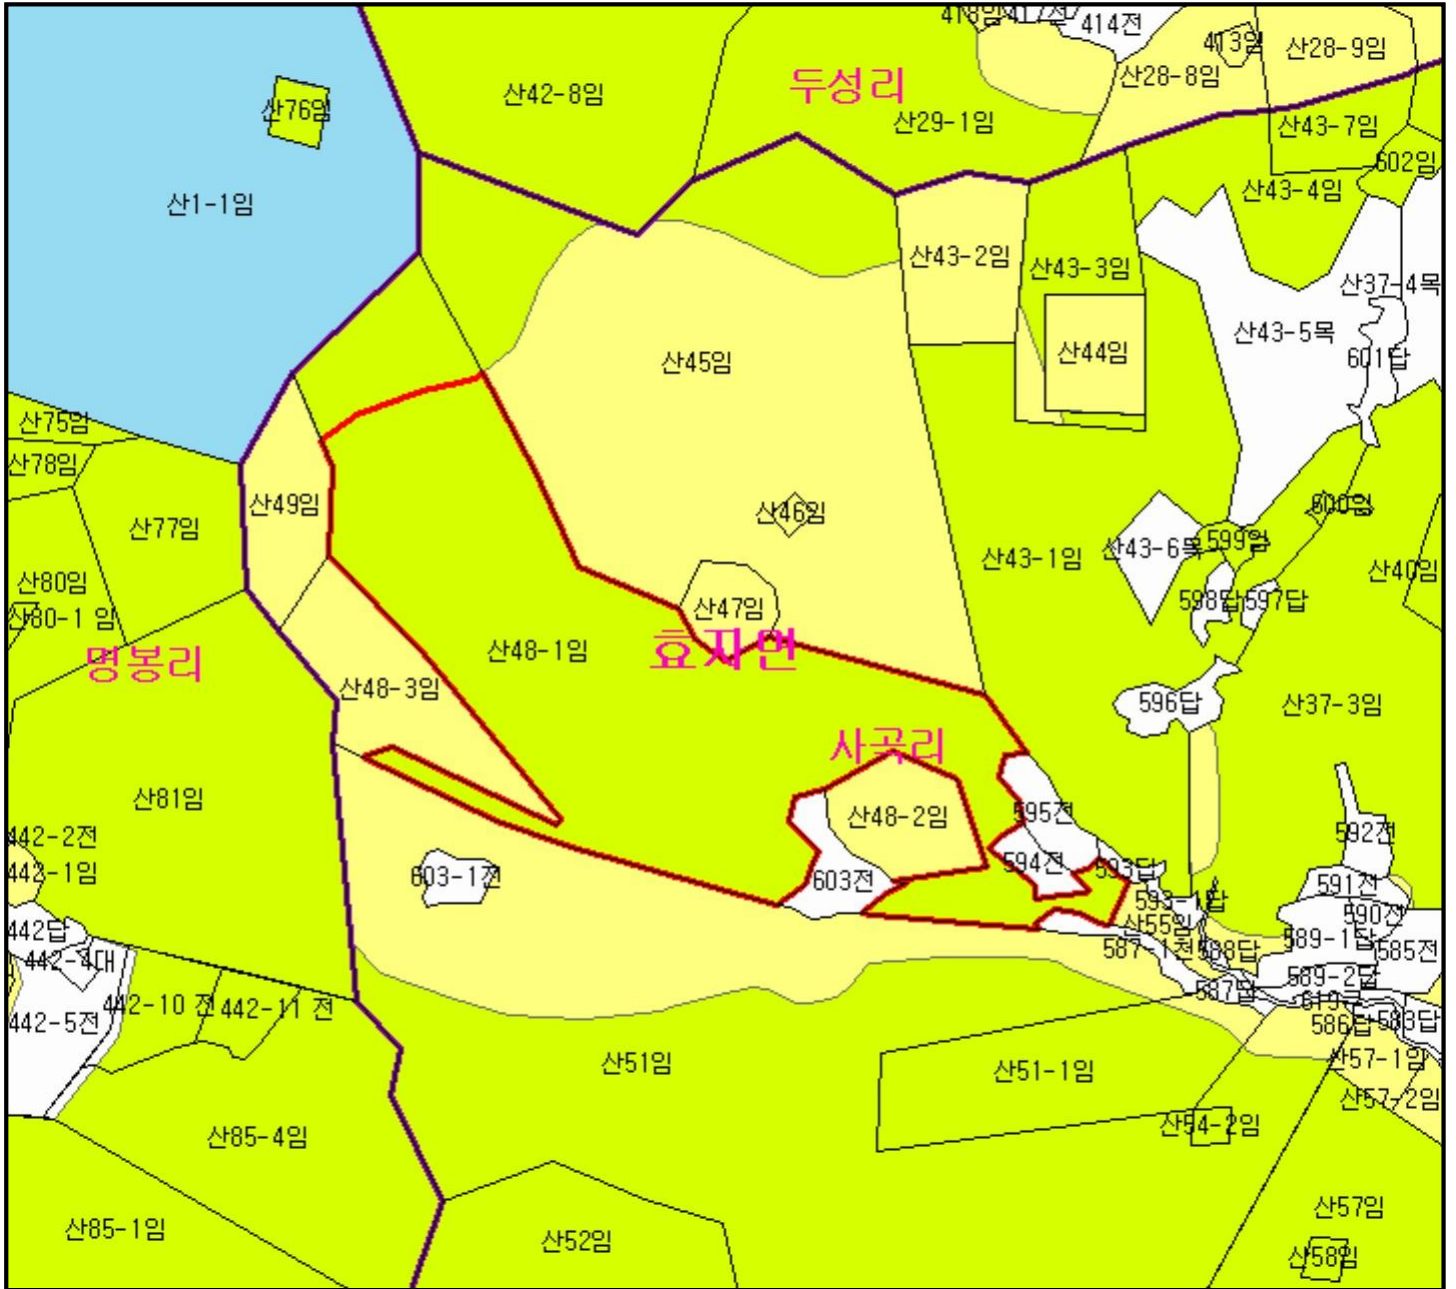 417전
414전
413임
산28-9임
산28-8임
산42-8임
두성리
산29-1임
산76임
산43-7임
602임
산43-4임
산1-1임
산43-2임
산43-3임
산37-4목
산43-5목
601답
산45임
산44임
산75임
산78임
산49임
산77임
산46임
600임
599임
산43-6목
산43-1임
산40임
산80임
산80-1 임
산47임
598답
597답
명봉리
산48-1임
효자면
산48-3임
596답
산37-3임
사곡리
산81임
산48-2임
595전
592전
442-2전
442-1임
603-1전
603전
594전
593답
591전
593-1답
590전
442답
산55임
589-1답
585전
442-4대
587-1천
588답
589-2답
587답
442-10 전
442-11 전
442-5전
586답
583답
산51임
산51-1임
산57-1임
산57-2임
산54-2임
산85-4임
산57임
산85-1임
산52임
산58임